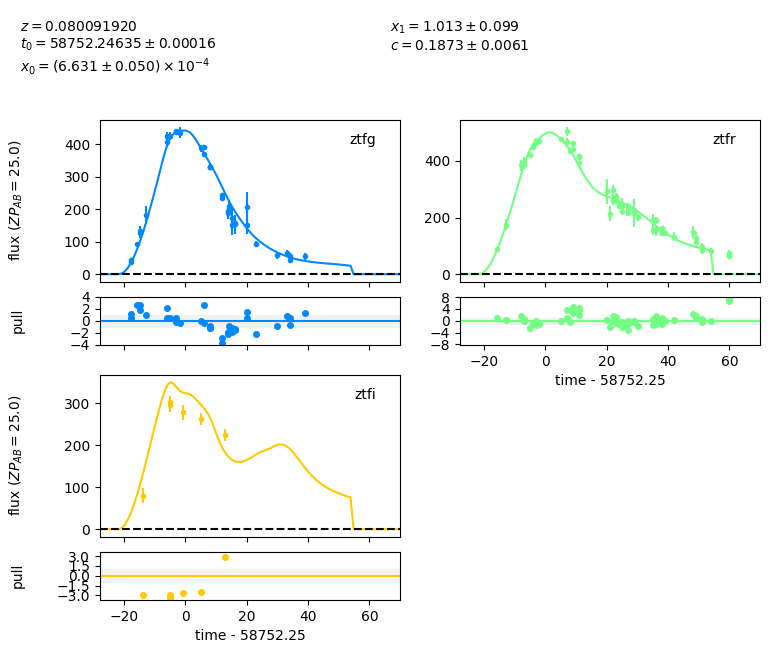 z = 0.080091920
t₀ = 58752.24635 ± 0.00016
x₀ = (6.631 ± 0.050) × 10⁻⁴
x₁ = 1.013 ± 0.099
c = 0.1873 ± 0.0061
flux (ZP_AB = 25.0)
ztfg
400
300
200
100
0
pull
4
2
0
−2
−4
ztfr
400
200
0
8
4
0
−4
−8
−20 0 20 40 60
time - 58752.25
flux (ZP_AB = 25.0)
ztfi
300
200
100
0
pull
3.0
1.5
0.0
−1.5
−3.0
−20 0 20 40 60
time - 58752.25